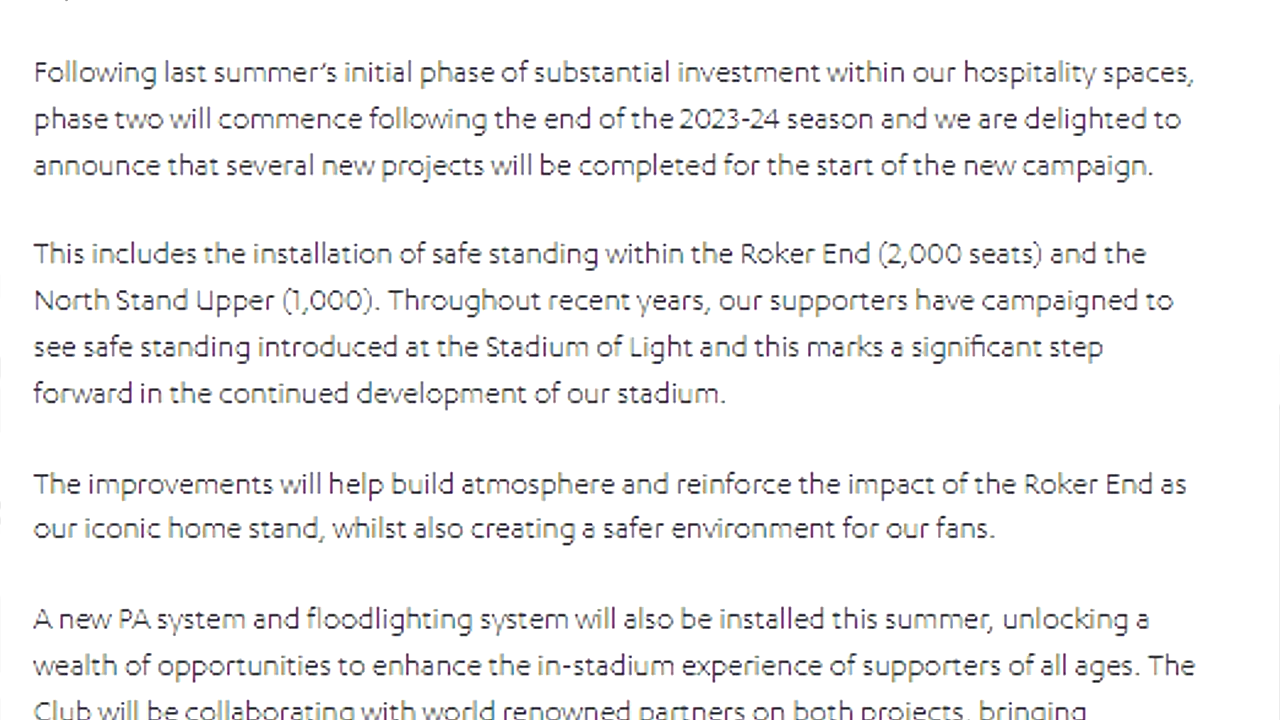 Following last summer's initial phase of substantial investment within our hospitality spaces,
phase two will commence following the end of the 2023-24 season and we are delighted to
announce that several new projects will be completed for the start of the new campaign.
This includes the installation of safe standing within the Roker End (2,000 seats) and the
North Stand Upper (1,000). Throughout recent years, our supporters have campaigned to
see safe standing introduced at the Stadium of Light and this marks a significant step
forward in the continued development of our stadium.
The improvements will help build atmosphere and reinforce the impact of the Roker End as
our iconic home stand, whilst also creating a safer environment for our fans.
A new PA system and floodlighting system will also be installed this summer, unlocking a
wealth of opportunities to enhance the in-stadium experience of supporters of all ages. The
Club will be collaborating with world renowned partners on both projects, bringing